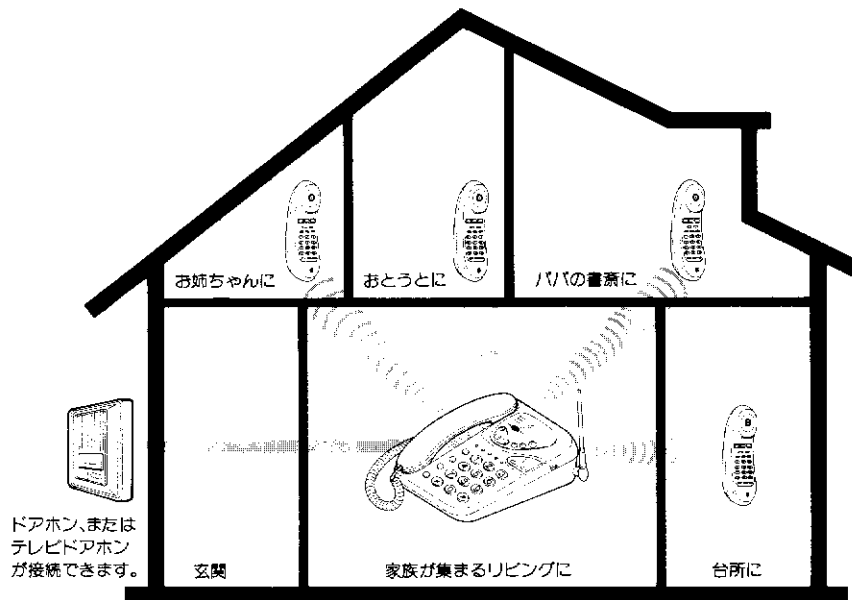 お姉ちゃんに
おとうとに
パパの書斎に
ドアホン、または
テレビドアホン
が接続できます。
玄関
家族が集まるリビングに
台所に